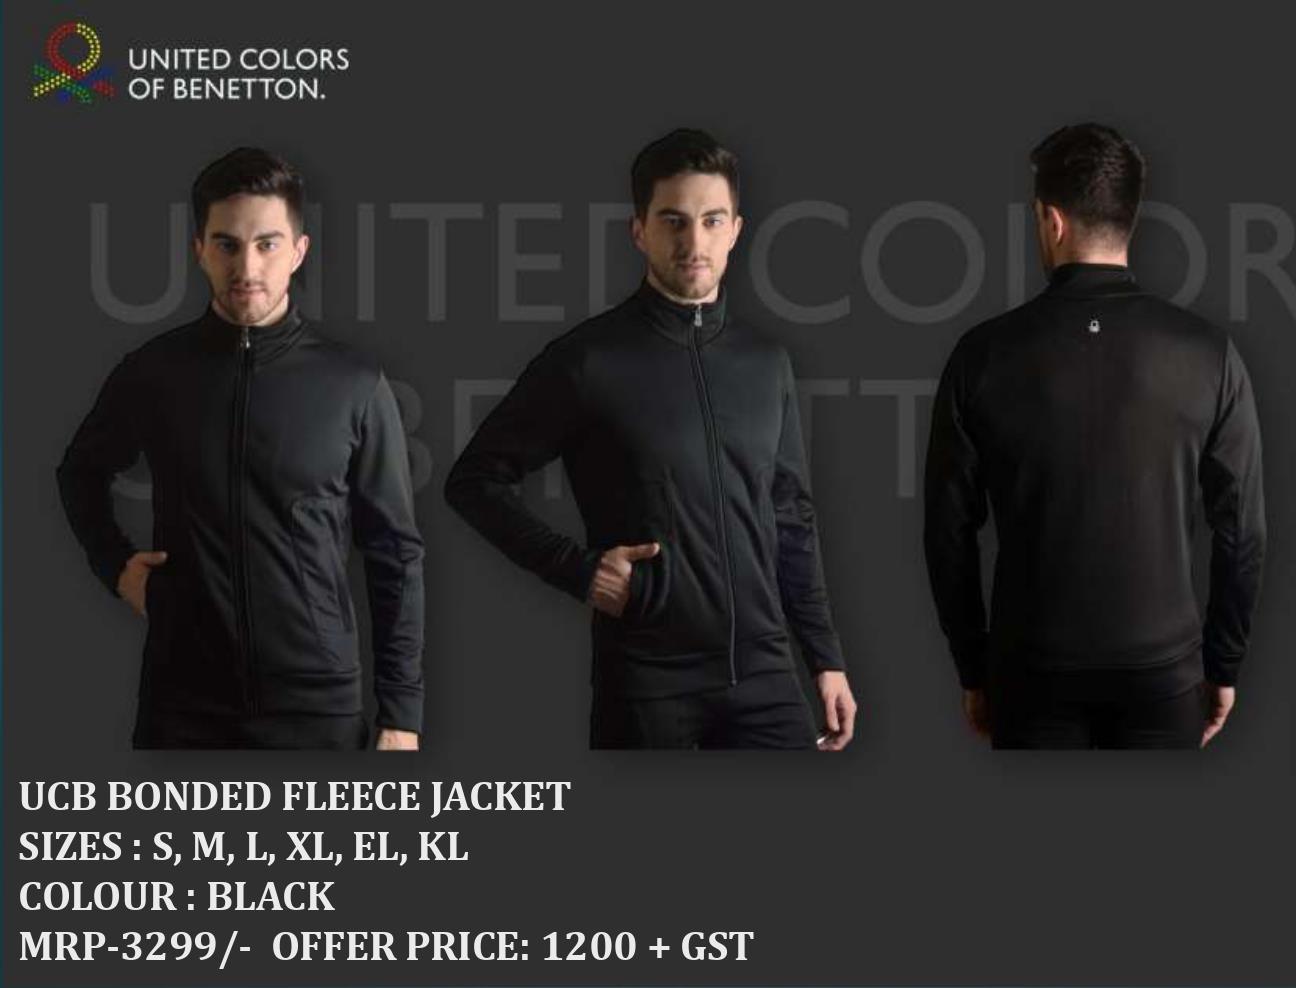 UNITED COLORS
OF BENETTON.
UCB BONDED FLEECE JACKET
SIZES : S, M, L, XL, EL, KL
COLOUR : BLACK
MRP-3299/-  OFFER PRICE: 1200 + GST